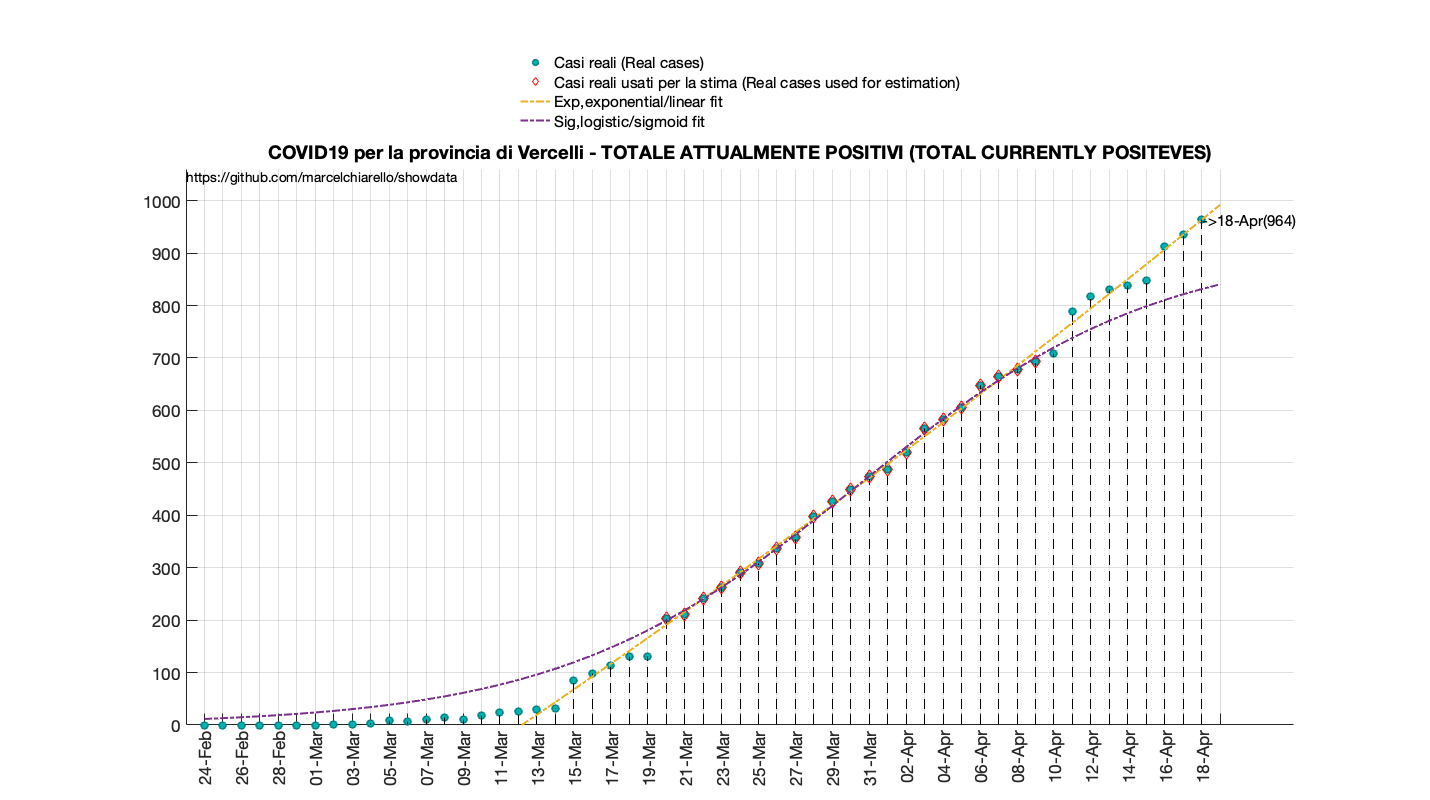 Casi reali (Real cases)
Casi reali usati per la stima (Real cases used for estimation)
Exp,exponential/linear fit
Sig,logistic/sigmoid fit
COVID19 per la provincia di Vercelli - TOTALE ATTUALMENTE POSITIVI (TOTAL CURRENTLY POSITEVES)
https://github.com/marcelchiarello/showdata
1000
900
800
700
600
500
400
300
200
100
0
->18-Apr(964)
24-Feb
26-Feb
28-Feb
01-Mar
03-Mar
05-Mar
07-Mar
09-Mar
11-Mar
13-Mar
15-Mar
17-Mar
19-Mar
21-Mar
23-Mar
25-Mar
27-Mar
29-Mar
31-Mar
02-Apr
04-Apr
06-Apr
08-Apr
10-Apr
12-Apr
14-Apr
16-Apr
18-Apr